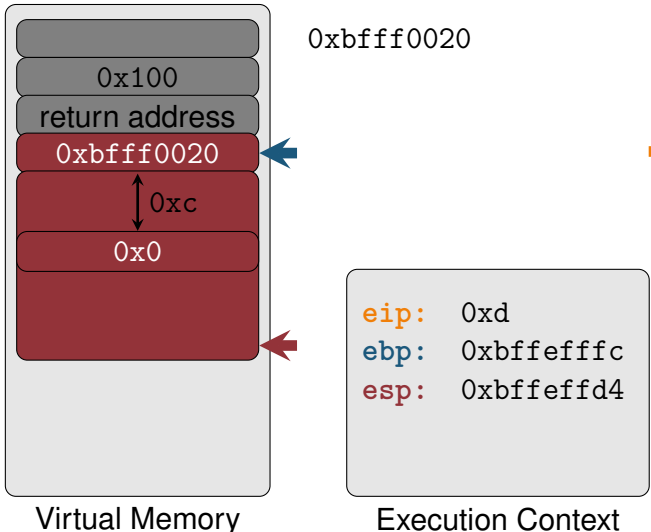 0xbfff0020
0x100
return address
0xbfff0020
0xc
0x0
eip: 0xd
ebp: 0xbffefffc
esp: 0xbffeffd4
Virtual Memory
Execution Context